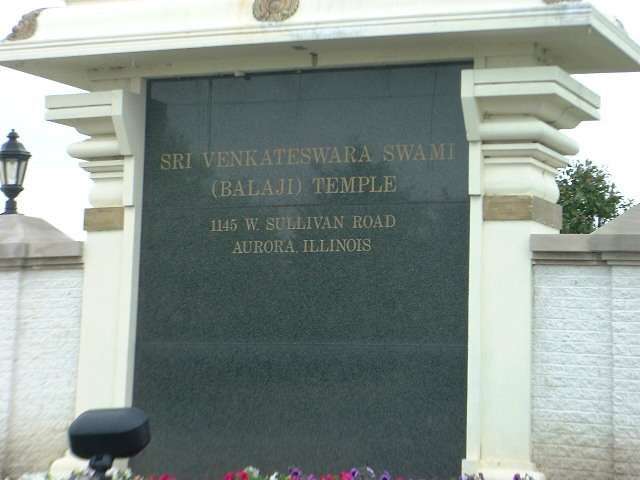 SRI VENKATESWARA SWAMI
(BALAJI) TEMPLE
1145 W. SULLIVAN ROAD
AURORA, ILLINOIS